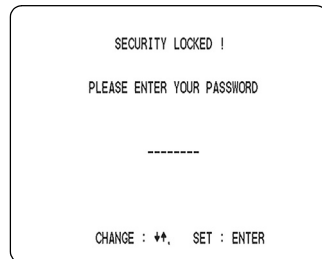 SECURITY LOCKED !
PLEASE ENTER YOUR PASSWORD
--------
CHANGE : ↓↑,   SET : ENTER